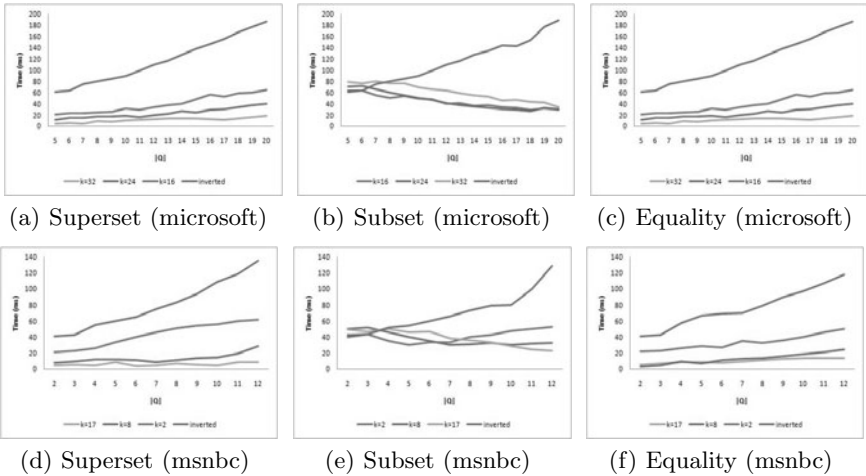 200
180
160
140
120
100
80
60
40
20
0
Time (ms)
5 6 7 8 9 10 11 12 13 14 15 16 17 18 19 20
|Q|
k=32 k=24 k=16 inverted
(a) Superset (microsoft)
200
180
160
140
120
100
80
60
40
20
0
Time (ms)
5 6 7 8 9 10 11 12 13 14 15 16 17 18 19 20
|Q|
k=16 k=24 k=32 inverted
(b) Subset (microsoft)
200
180
160
140
120
100
80
60
40
20
0
Time (ms)
5 6 7 8 9 10 11 12 13 14 15 16 17 18 19 20
|Q|
k=32 k=24 k=16 inverted
(c) Equality (microsoft)
140
120
100
80
60
40
20
0
Time (ms)
2 3 4 5 6 7 8 9 10 11 12
|Q|
k=17 k=8 k=2 inverted
(d) Superset (msnbc)
140
120
100
80
60
40
20
0
Time (ms)
2 3 4 5 6 7 8 9 10 11 12
|Q|
k=2 k=8 k=17 inverted
(e) Subset (msnbc)
140
120
100
80
60
40
20
0
Time (ms)
2 3 4 5 6 7 8 9 10 11 12
|Q|
k=17 k=8 k=2 inverted
(f) Equality (msnbc)